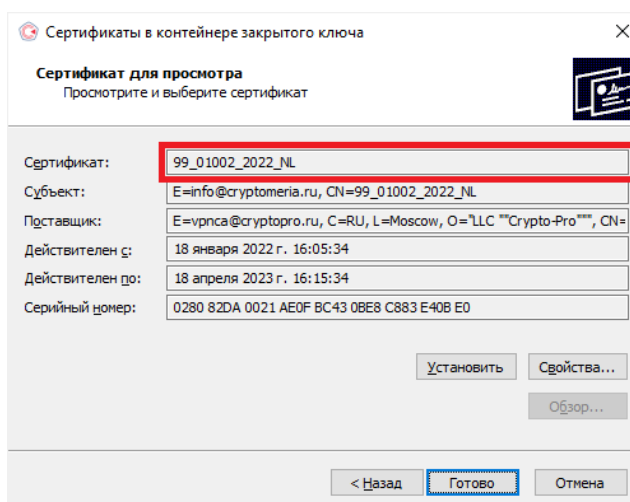 Сертификаты в контейнере закрытого ключа
Сертификат для просмотра
Просмотрите и выберите сертификат
Сертификат: 99_01002_2022_NL
Субъект: E=info@cryptomeria.ru, CN=99_01002_2022_NL
Поставщик: E=vpnca@cryptopro.ru, C=RU, L=Moscow, O="LLC ""Crypto-Pro""", CN=
Действителен с: 18 января 2022 г. 16:05:34
Действителен по: 18 апреля 2023 г. 16:15:34
Серийный номер: 0280 82DA 0021 AE0F BC43 0BE8 C883 E40B E0
Установить Свойства...
Обзор...
< Назад Готово Отмена